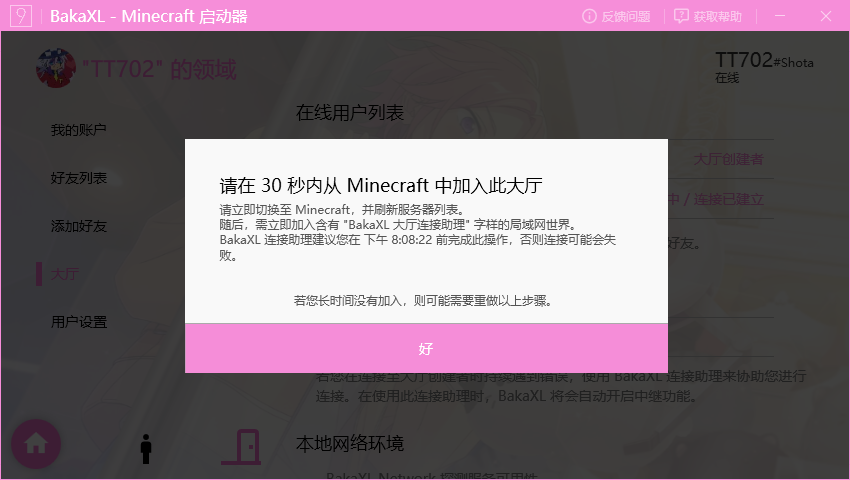 BakaXL - Minecraft 启动器
反馈问题
获取帮助
"TT702" 的领域
TT702#Shota
在线
我的账户
好友列表
添加好友
大厅
用户设置
在线用户列表
大厅创建者
中 / 连接已建立
好友。
请在 30 秒内从 Minecraft 中加入此大厅
请立即切换至 Minecraft，并刷新服务器列表。
随后，需立即加入含有 "BakaXL 大厅连接助理" 字样的局域网世界。
BakaXL 连接助理建议您在 下午 8:08:22 前完成此操作，否则连接可能会失
败。
若您长时间没有加入，则可能需要重做以上步骤。
好
若您在连接至大厅创建者时持续遇到错误，使用 BakaXL 连接助理来协助您进行
连接。在使用此连接助理时，BakaXL 将会自动开启中继功能。
本地网络环境
BakaXL Network 探测服务可用件